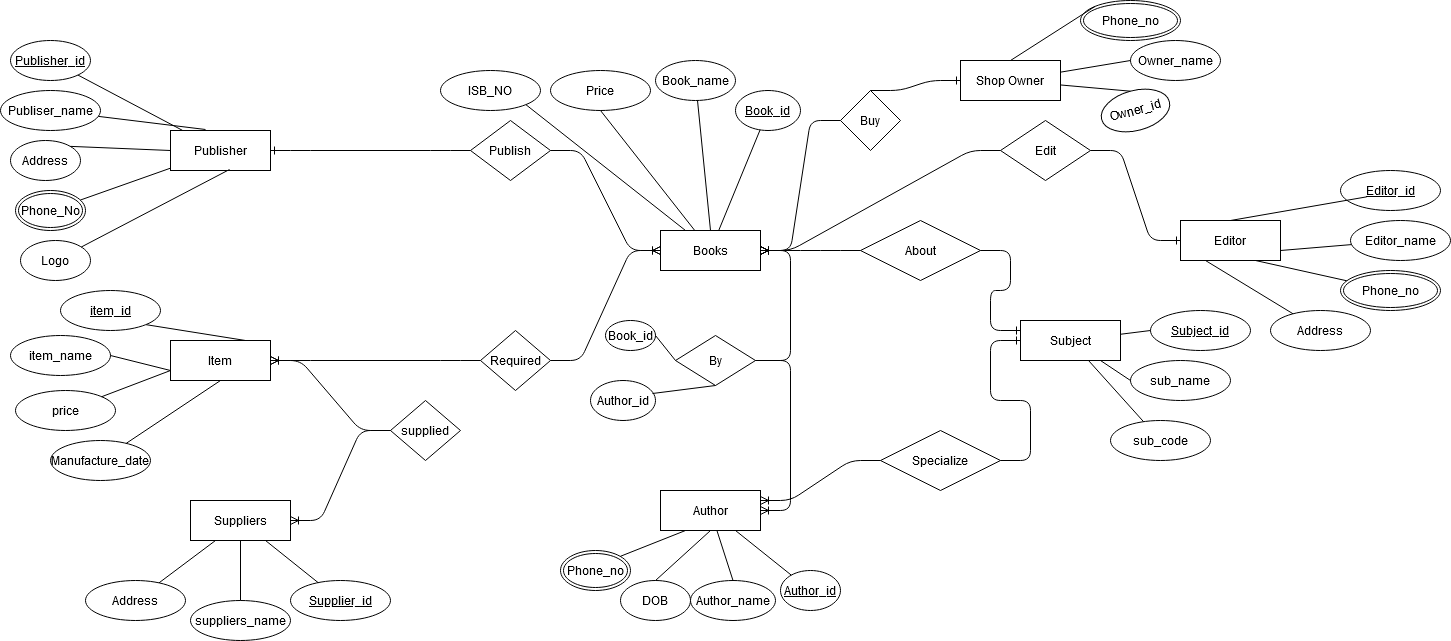 Phone_no
Publisher_id
Owner_name
Shop Owner
Book_name
ISB_NO
Price
Publiser_name
Book_id
Owner_id
Buy
Publisher
Publish
Edit
Address
Editor_id
Phone_No
Editor
Editor_name
Books
About
Logo
Phone_no
item_id
Address
Subject_id
Book_id
Subject
item_name
Item
Required
By
sub_name
Author_id
price
supplied
sub_code
Manufacture_date
Specialize
Author
Suppliers
Phone_no
Author_id
Address
Supplier_id
DOB
Author_name
suppliers_name